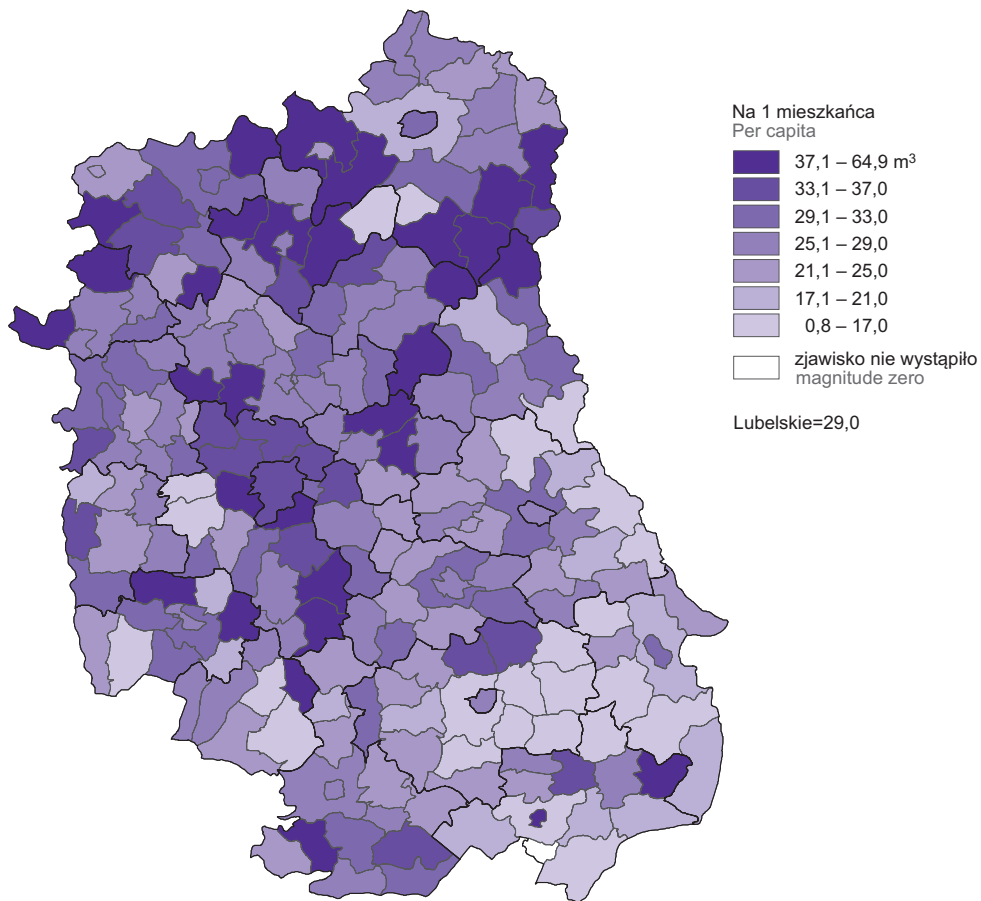 Na 1 mieszkańca
Per capita
37,1 – 64,9 m³
33,1 – 37,0
29,1 – 33,0
25,1 – 29,0
21,1 – 25,0
17,1 – 21,0
0,8 – 17,0
zjawisko nie wystąpiło
magnitude zero
Lubelskie=29,0